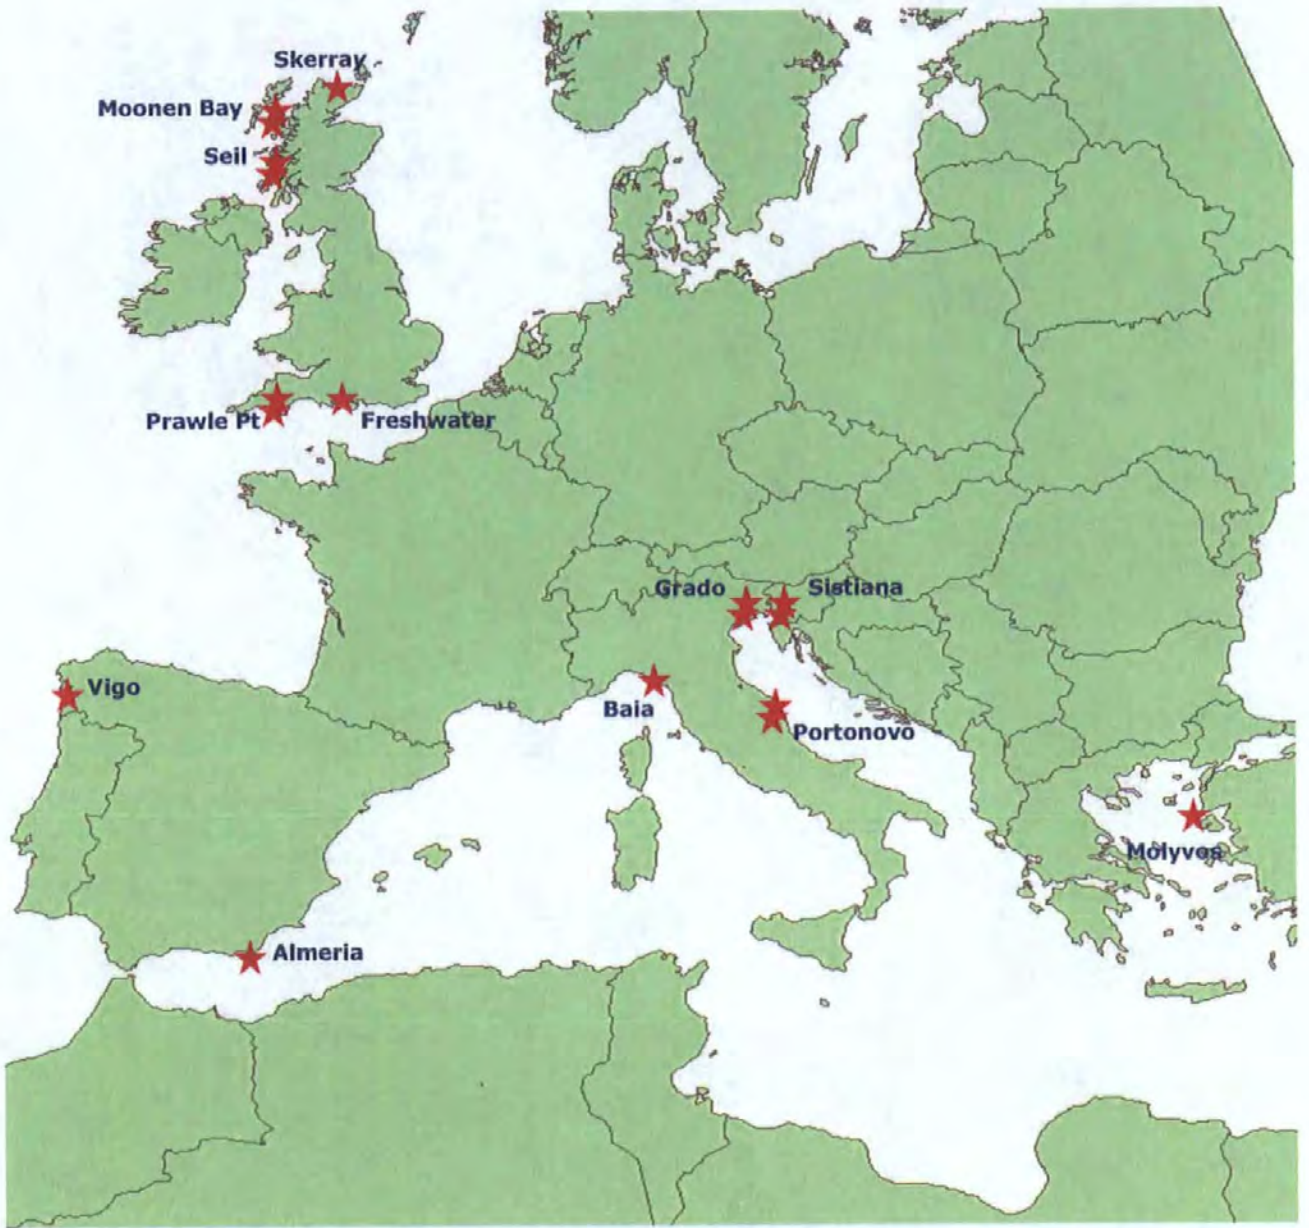 Skerray
Moonen Bay
Seil
Prawle Pt
Freshwater
Grado
Sistiana
Vigo
Baia
Portonovo
Molyvos
Almeria